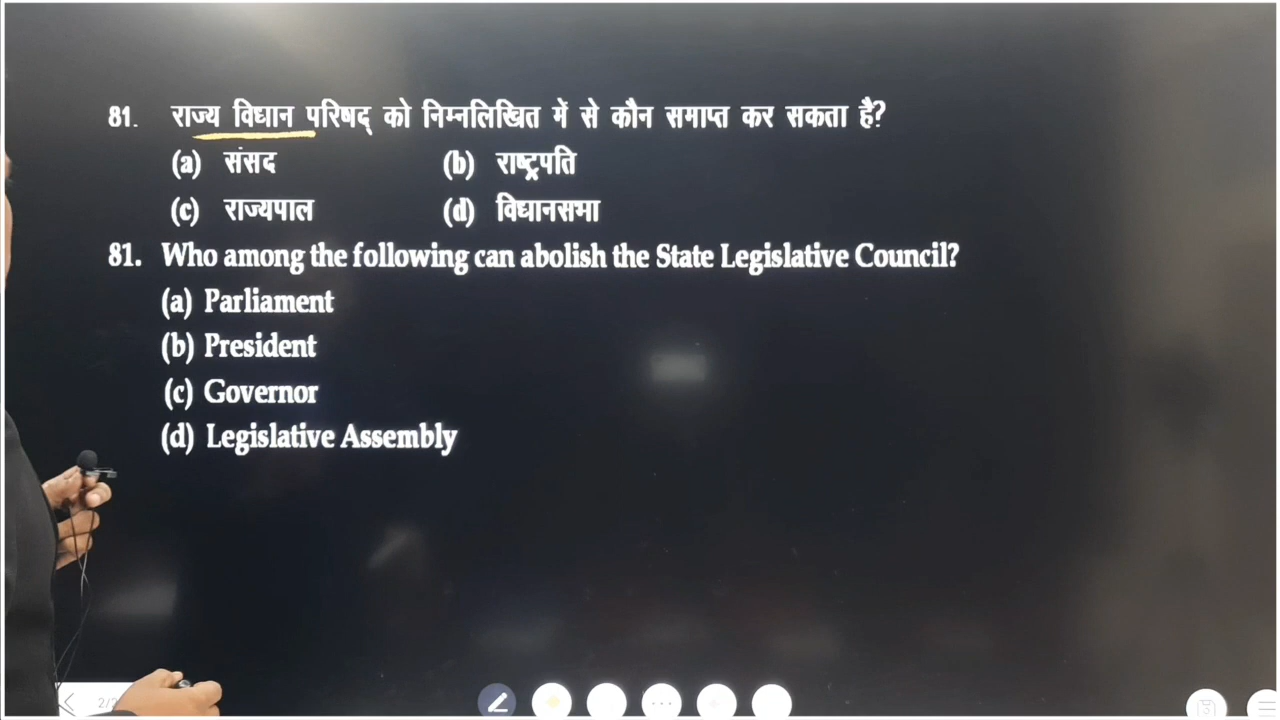 81. राज्य विधान परिषद् को निम्नलिखित में से कौन समाप्त कर सकता है?
(a) संसद (b) राष्ट्रपति
(c) राज्यपाल (d) विधानसभा
81. Who among the following can abolish the State Legislative Council?
(a) Parliament
(b) President
(c) Governor
(d) Legislative Assembly